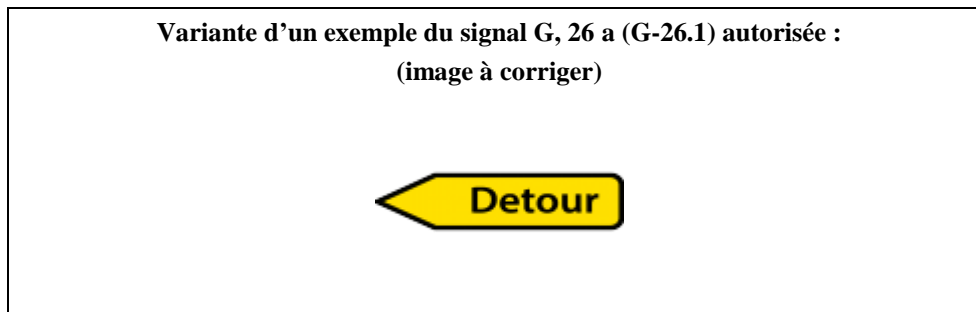 Variante d’un exemple du signal G, 26 a (G-26.1) autorisée :
(image à corriger)
Detour